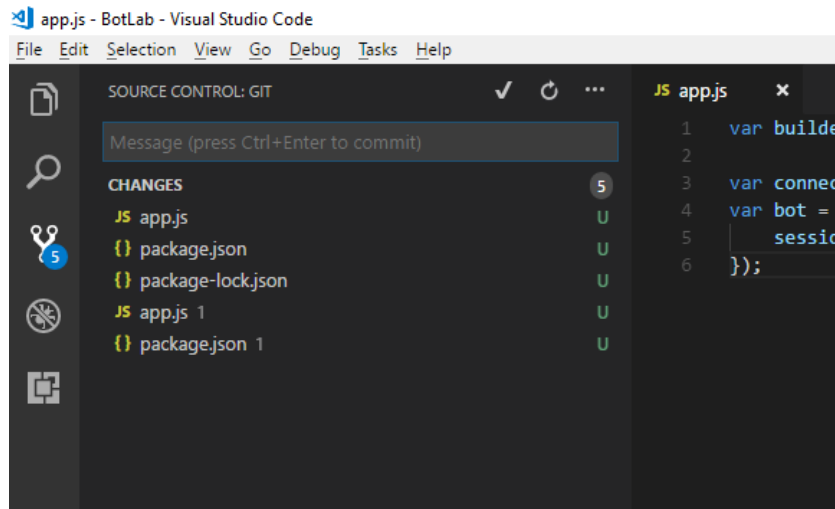 app.js - BotLab - Visual Studio Code
File Edit Selection View Go Debug Tasks Help
SOURCE CONTROL: GIT
Message (press Ctrl+Enter to commit)
CHANGES 5
JS app.js U
{} package.json U
{} package-lock.json U
JS app.js 1 U
{} package.json 1 U
5
JS app.js
1 var builde
2
3 var connec
4 var bot =
5 sessio
6 });